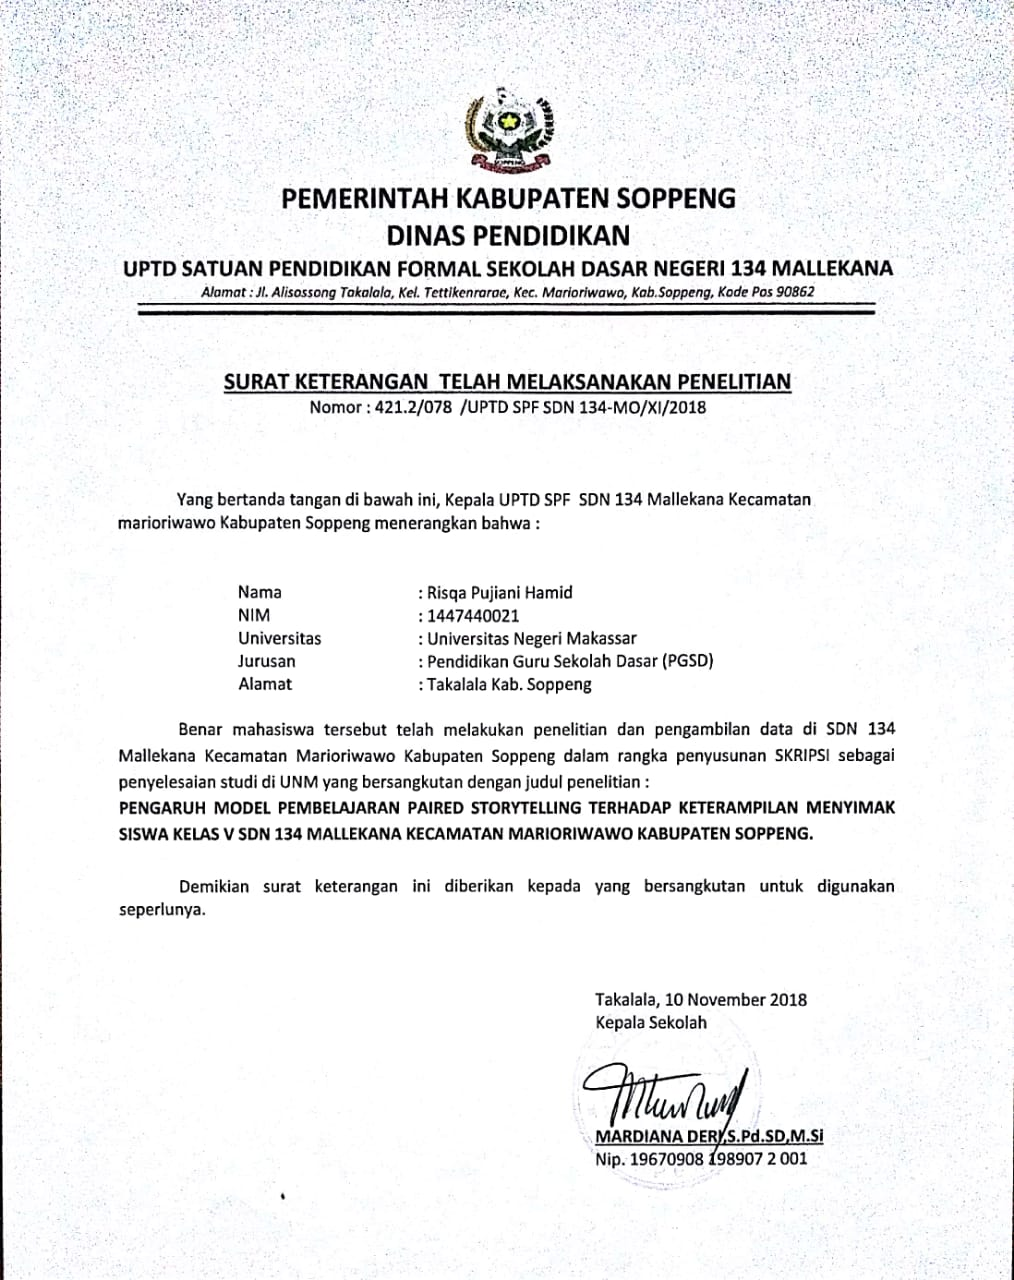 SOPPENG
PEMERINTAH KABUPATEN SOPPENG
DINAS PENDIDIKAN
UPTD SATUAN PENDIDIKAN FORMAL SEKOLAH DASAR NEGERI 134 MALLEKANA
Alamat : Jl. Alisossong Takalala, Kel. Tettikenrarae, Kec. Marioriwawo, Kab.Soppeng, Kode Pos 90862
SURAT KETERANGAN TELAH MELAKSANAKAN PENELITIAN
Nomor : 421.2/078 /UPTD SPF SDN 134-MO/XI/2018
Yang bertanda tangan di bawah ini, Kepala UPTD SPF SDN 134 Mallekana Kecamatan
marioriwawo Kabupaten Soppeng menerangkan bahwa :
Nama : Risqa Pujiani Hamid
NIM : 1447440021
Universitas : Universitas Negeri Makassar
Jurusan : Pendidikan Guru Sekolah Dasar (PGSD)
Alamat : Takalala Kab. Soppeng
Benar mahasiswa tersebut telah melakukan penelitian dan pengambilan data di SDN 134
Mallekana Kecamatan Marioriwawo Kabupaten Soppeng dalam rangka penyusunan SKRIPSI sebagai
penyelesaian studi di UNM yang bersangkutan dengan judul penelitian :
PENGARUH MODEL PEMBELAJARAN PAIRED STORYTELLING TERHADAP KETERAMPILAN MENYIMAK
SISWA KELAS V SDN 134 MALLEKANA KECAMATAN MARIORIWAWO KABUPATEN SOPPENG.
Demikian surat keterangan ini diberikan kepada yang bersangkutan untuk digunakan
seperlunya.
Takalala, 10 November 2018
Kepala Sekolah
MARDIANA DERI,S.Pd.SD,M.Si
Nip. 19670908 198907 2 001